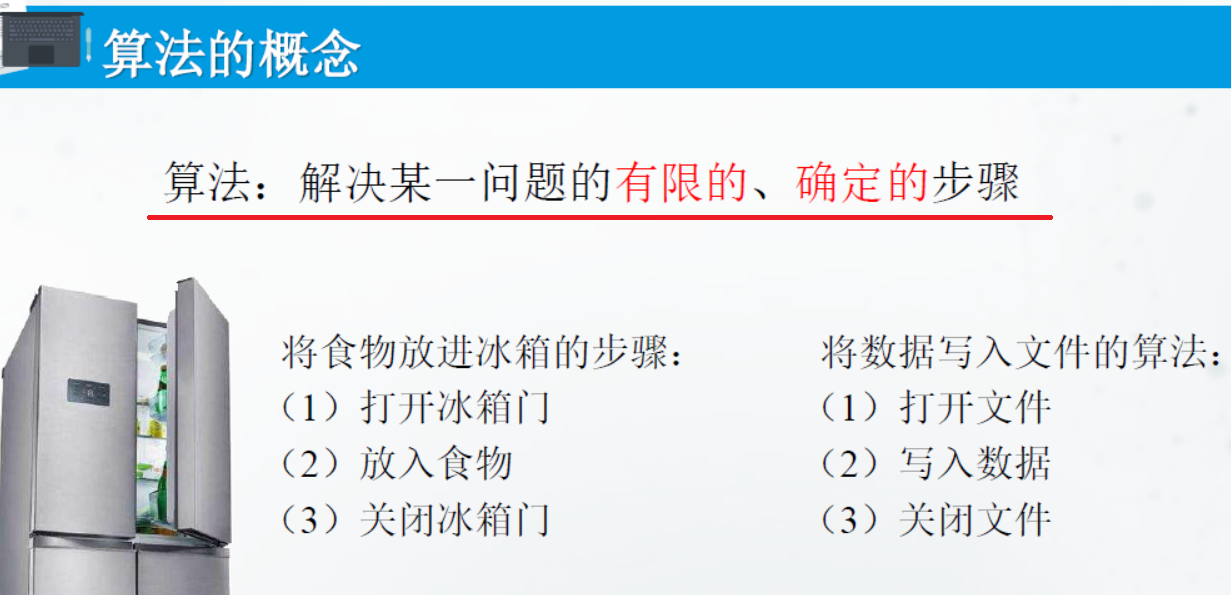 算法的概念
算法：解决某一问题的有限的、确定的步骤
将食物放进冰箱的步骤：
（1）打开冰箱门
（2）放入食物
（3）关闭冰箱门
将数据写入文件的算法：
（1）打开文件
（2）写入数据
（3）关闭文件